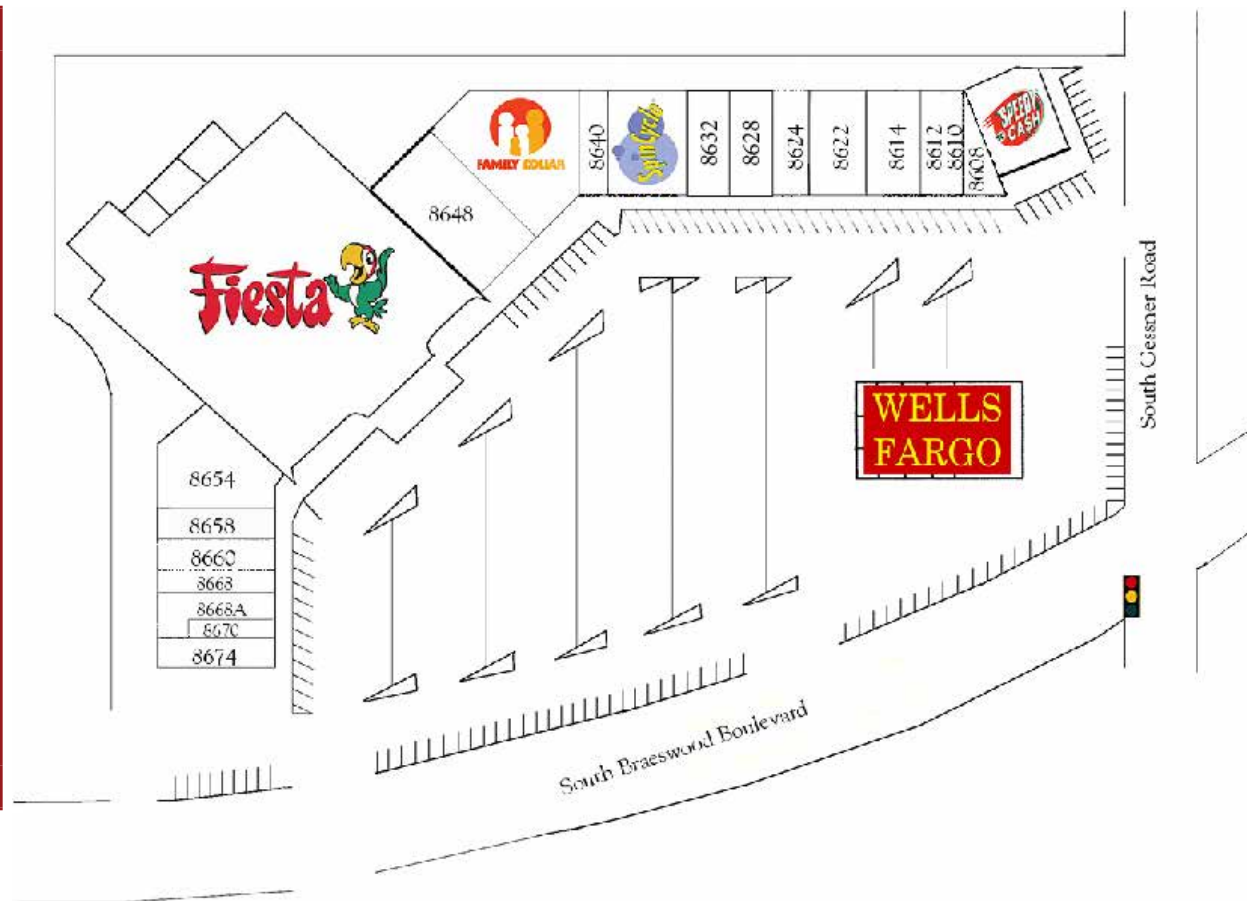 FAMILY DOLLAR
8640
SpinCycle
8632
8628
8624
8622
8614
8612
8610
8608
SPEEDY
CASH
8648
Fiesta
South Gessner Road
WELLS
FARGO
8654
8658
8660
8668
8668A
8670
8674
South Braeswood Boulevard